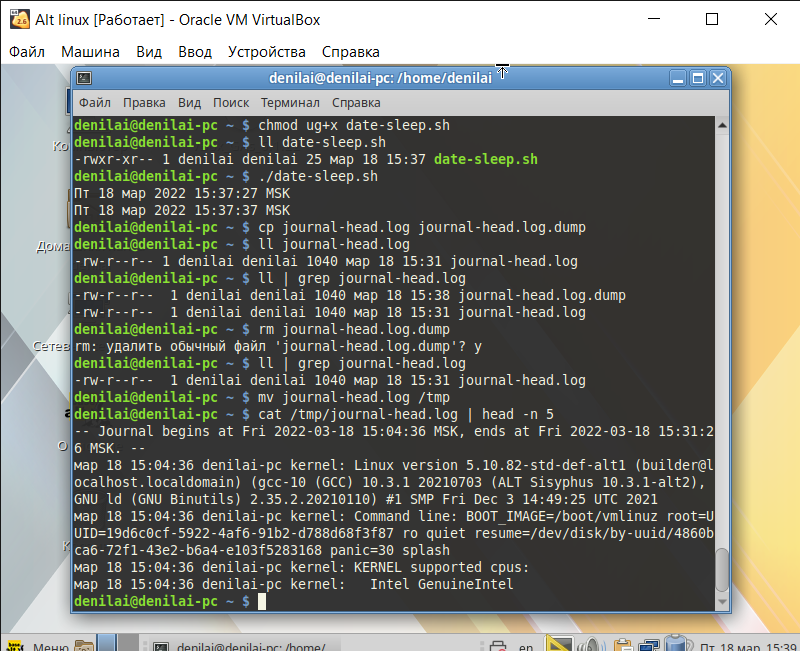 Alt linux [Работает] - Oracle VM VirtualBox
Файл Машина Вид Ввод Устройства Справка
denilai@denilai-pc: /home/denilai
Файл Правка Вид Поиск Терминал Справка
denilai@denilai-pc ~ $ chmod ug+x date-sleep.sh
denilai@denilai-pc ~ $ ll date-sleep.sh
-rwxr-xr-- 1 denilai denilai 25 мар 18 15:37 date-sleep.sh
denilai@denilai-pc ~ $ ./date-sleep.sh
Пт 18 мар 2022 15:37:27 MSK
Пт 18 мар 2022 15:37:37 MSK
denilai@denilai-pc ~ $ cp journal-head.log journal-head.log.dump
denilai@denilai-pc ~ $ ll journal-head.log
-rw-r--r-- 1 denilai denilai 1040 мар 18 15:31 journal-head.log
denilai@denilai-pc ~ $ ll | grep journal-head.log
-rw-r--r--  1 denilai denilai 1040 мар 18 15:38 journal-head.log.dump
-rw-r--r--  1 denilai denilai 1040 мар 18 15:31 journal-head.log
denilai@denilai-pc ~ $ rm journal-head.log.dump
rm: удалить обычный файл 'journal-head.log.dump'? y
denilai@denilai-pc ~ $ ll | grep journal-head.log
-rw-r--r--  1 denilai denilai 1040 мар 18 15:31 journal-head.log
denilai@denilai-pc ~ $ mv journal-head.log /tmp
denilai@denilai-pc ~ $ cat /tmp/journal-head.log | head -n 5
-- Journal begins at Fri 2022-03-18 15:04:36 MSK, ends at Fri 2022-03-18 15:31:2
6 MSK. --
мар 18 15:04:36 denilai-pc kernel: Linux version 5.10.82-std-def-alt1 (builder@l
ocalhost.localdomain) (gcc-10 (GCC) 10.3.1 20210703 (ALT Sisyphus 10.3.1-alt2),
GNU ld (GNU Binutils) 2.35.2.20210110) #1 SMP Fri Dec 3 14:49:25 UTC 2021
мар 18 15:04:36 denilai-pc kernel: Command line: BOOT_IMAGE=/boot/vmlinuz root=U
UID=19d6c0cf-5922-4af6-91b2-d788d68f3f87 ro quiet resume=/dev/disk/by-uuid/4860b
ca6-72f1-43e2-b6a4-e103f5283168 panic=30 splash
мар 18 15:04:36 denilai-pc kernel: KERNEL supported cpus:
мар 18 15:04:36 denilai-pc kernel:   Intel GenuineIntel
denilai@denilai-pc ~ $
Ко
Дома
Сетев
Меню denilai@denilai-pc: /home/ en Пт 18 мар, 15:39